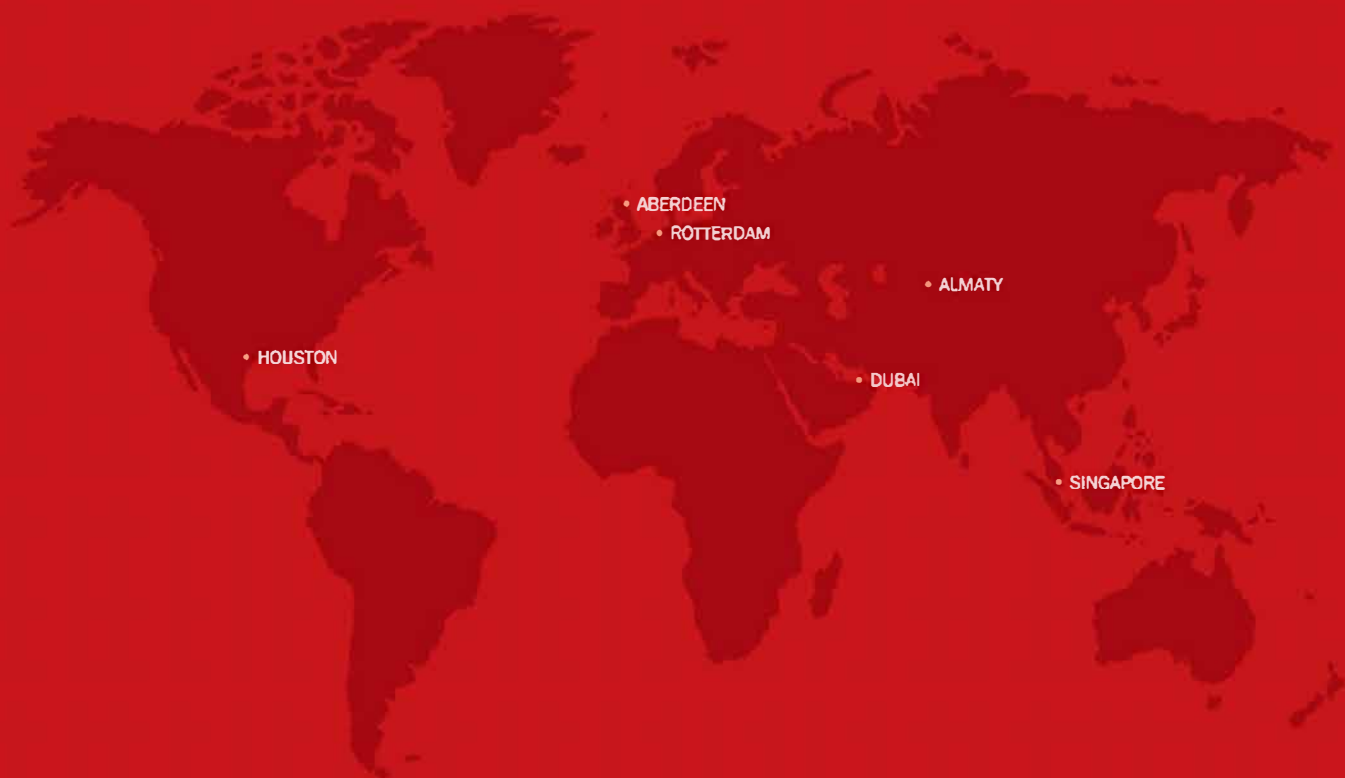 ABERDEEN
ROTTERDAM
ALMATY
HOUSTON
DUBAI
SINGAPORE